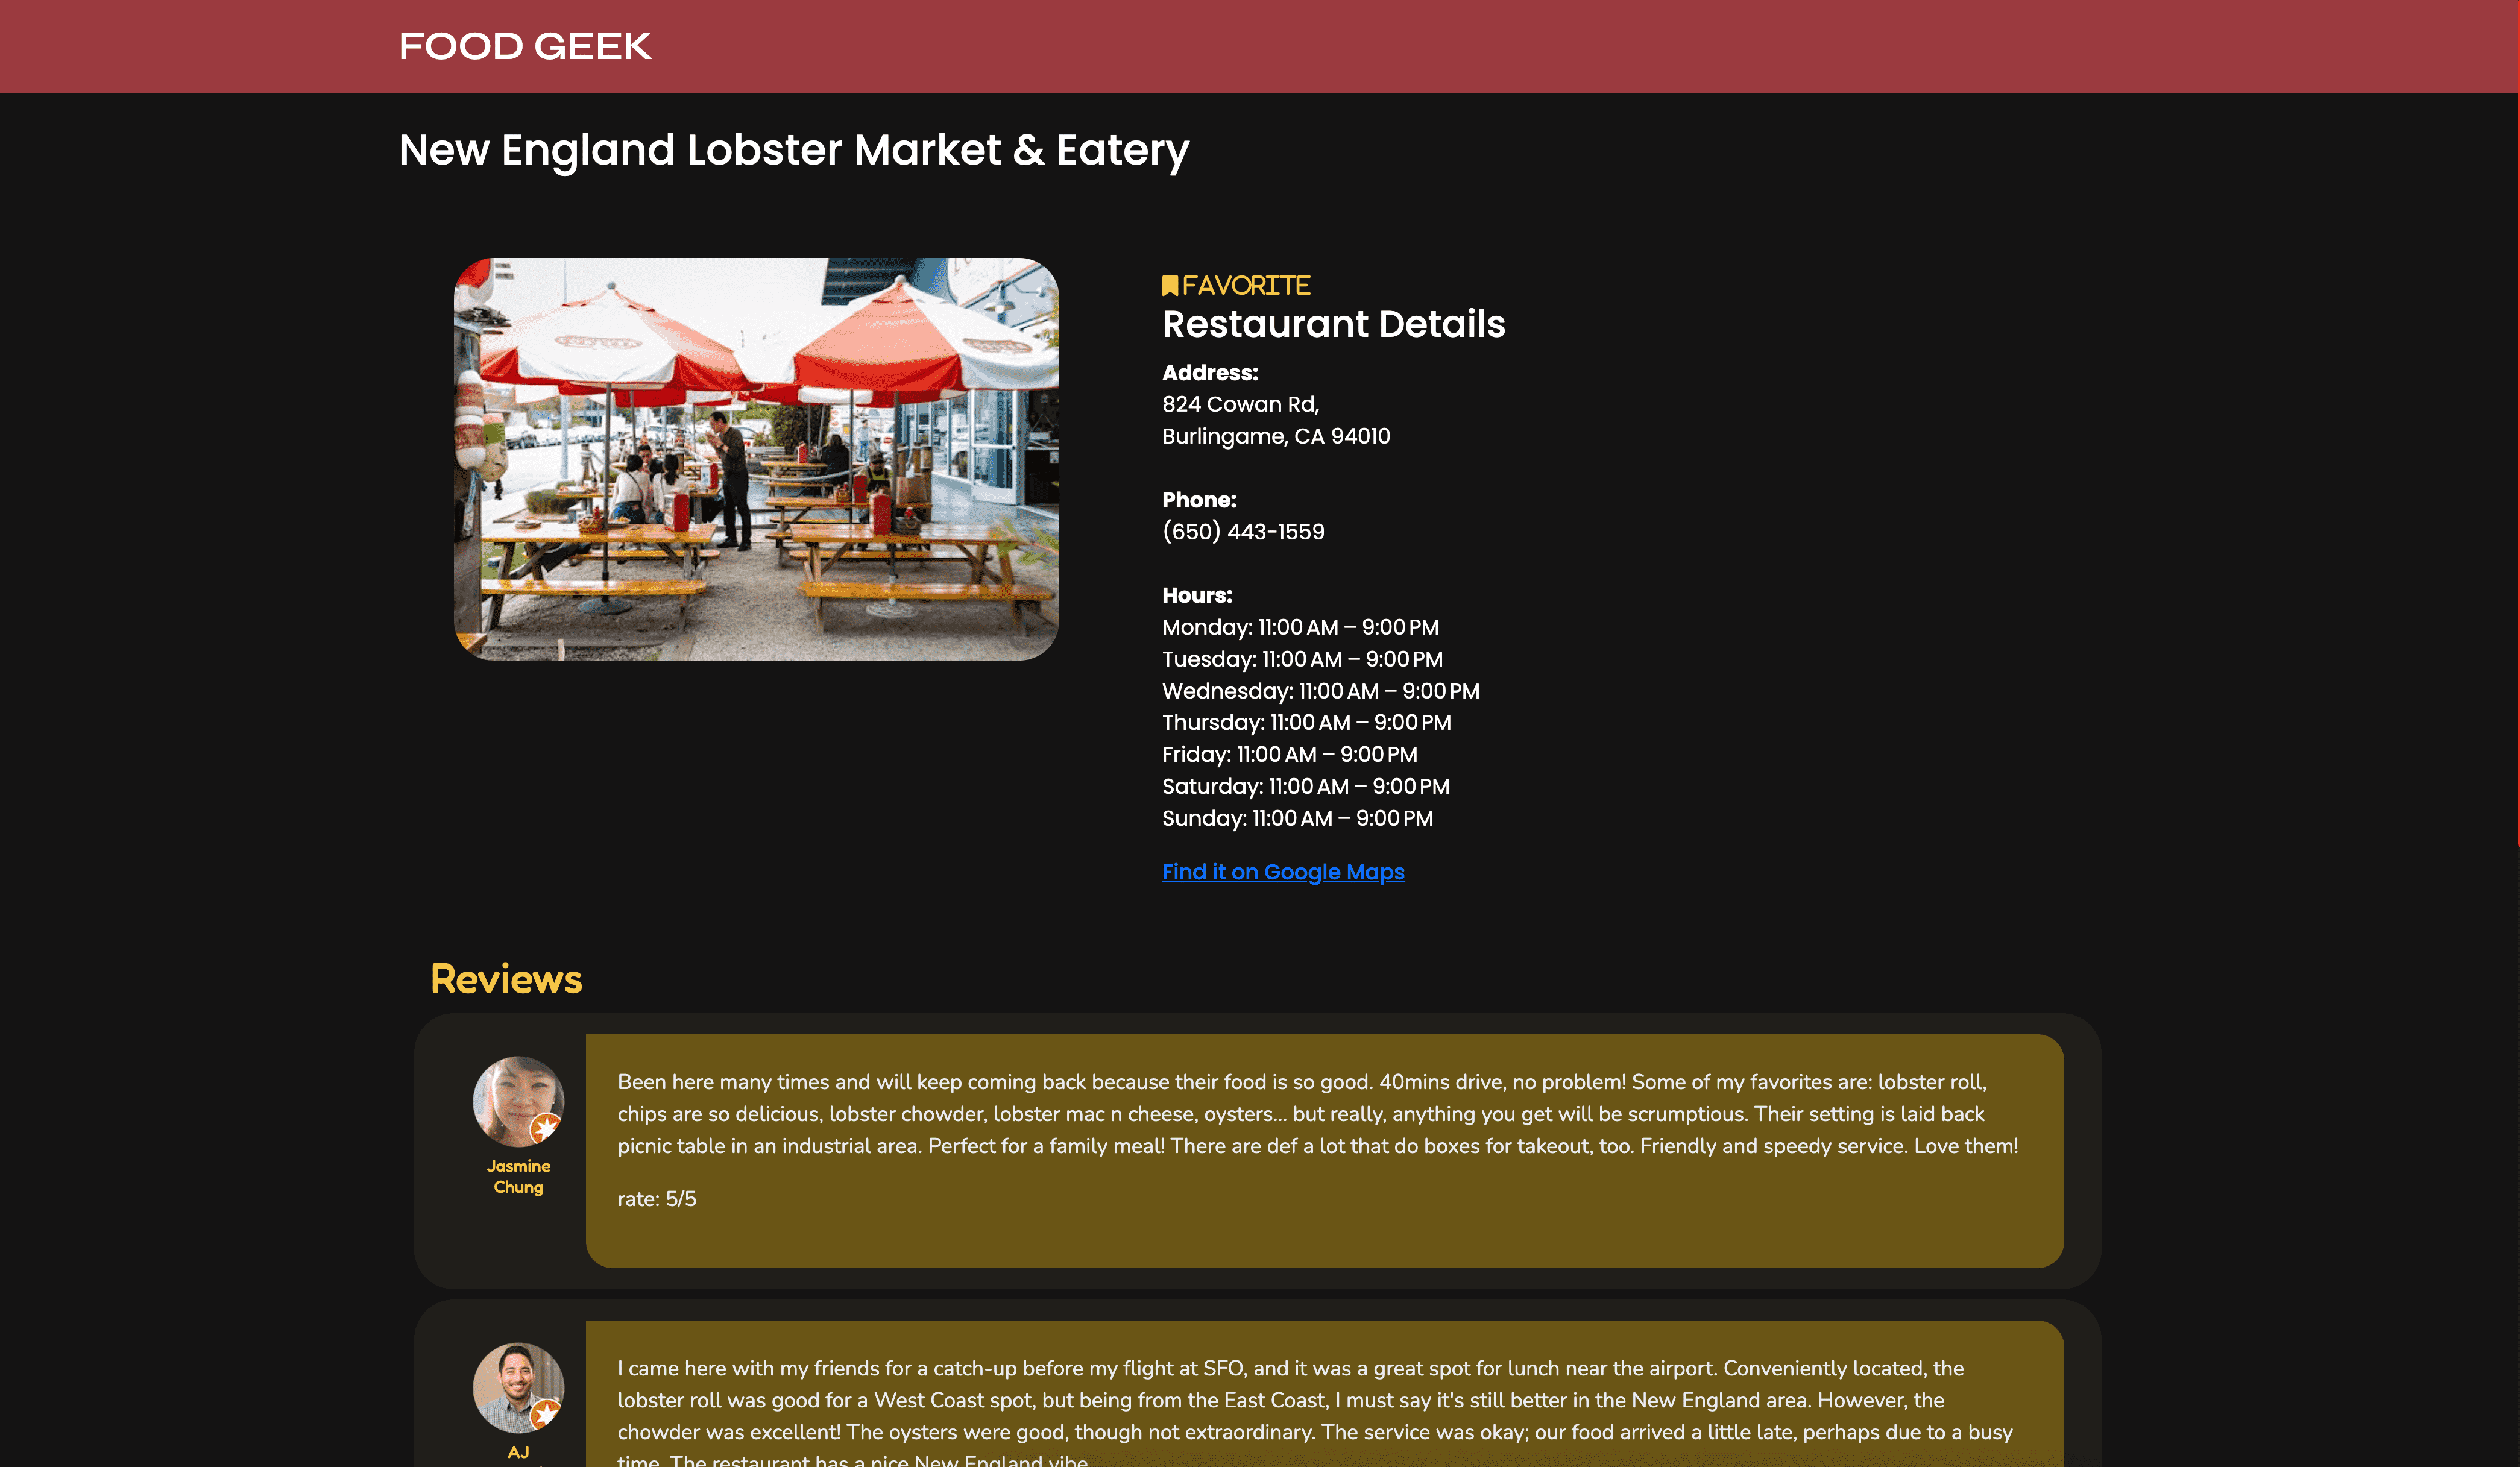 FOOD GEEK
New England Lobster Market & Eatery
FAVORITE
Restaurant Details
Address:
824 Cowan Rd,
Burlingame, CA 94010
Phone:
(650) 443-1559
Hours:
Monday: 11:00 AM – 9:00 PM
Tuesday: 11:00 AM – 9:00 PM
Wednesday: 11:00 AM – 9:00 PM
Thursday: 11:00 AM – 9:00 PM
Friday: 11:00 AM – 9:00 PM
Saturday: 11:00 AM – 9:00 PM
Sunday: 11:00 AM – 9:00 PM
Find it on Google Maps
Reviews
Jasmine
Chung
Been here many times and will keep coming back because their food is so good. 40mins drive, no problem! Some of my favorites are: lobster roll,
chips are so delicious, lobster chowder, lobster mac n cheese, oysters... but really, anything you get will be scrumptious. Their setting is laid back
picnic table in an industrial area. Perfect for a family meal! There are def a lot that do boxes for takeout, too. Friendly and speedy service. Love them!
rate: 5/5
AJ
I came here with my friends for a catch-up before my flight at SFO, and it was a great spot for lunch near the airport. Conveniently located, the
lobster roll was good for a West Coast spot, but being from the East Coast, I must say it's still better in the New England area. However, the
chowder was excellent! The oysters were good, though not extraordinary. The service was okay; our food arrived a little late, perhaps due to a busy
time. The restaurant has a nice New England vibe.